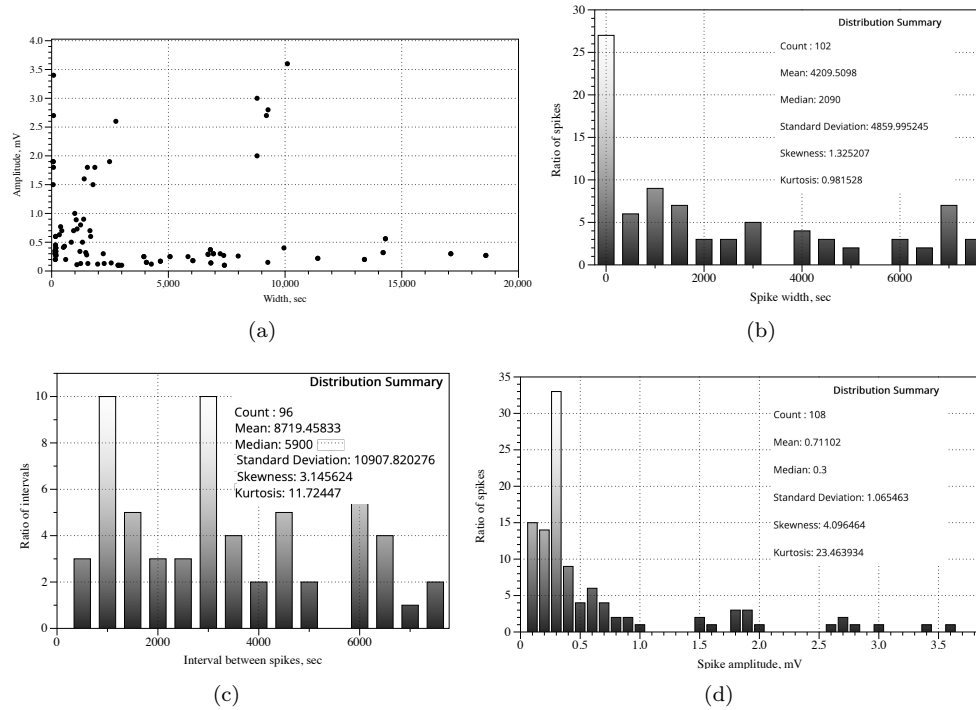 4.0
3.5
3.0
2.5
2.0
1.5
1.0
0.5
0
Amplitude, mV
0
5,000
10,000
15,000
20,000
Width, sec
(a)
30
25
20
15
10
5
0
Ratio of spikes
Distribution Summary
Count : 102
Mean: 4209.5098
Median: 2090
Standard Deviation: 4859.995245
Skewness: 1.325207
Kurtosis: 0.981528
0
2000
4000
6000
Spike width, sec
(b)
10
8
6
4
2
0
Ratio of intervals
Distribution Summary
Count : 96
Mean: 8719.45833
Median: 5900
Standard Deviation: 10907.820276
Skewness: 3.145624
Kurtosis: 11.72447
0
2000
4000
6000
Interval between spikes, sec
(c)
35
30
25
20
15
10
5
0
Ratio of spikes
Distribution Summary
Count : 108
Mean: 0.71102
Median: 0.3
Standard Deviation: 1.065463
Skewness: 4.096464
Kurtosis: 23.463934
0.5
1.0
1.5
2.0
2.5
3.0
3.5
Spike amplitude, mV
(d)